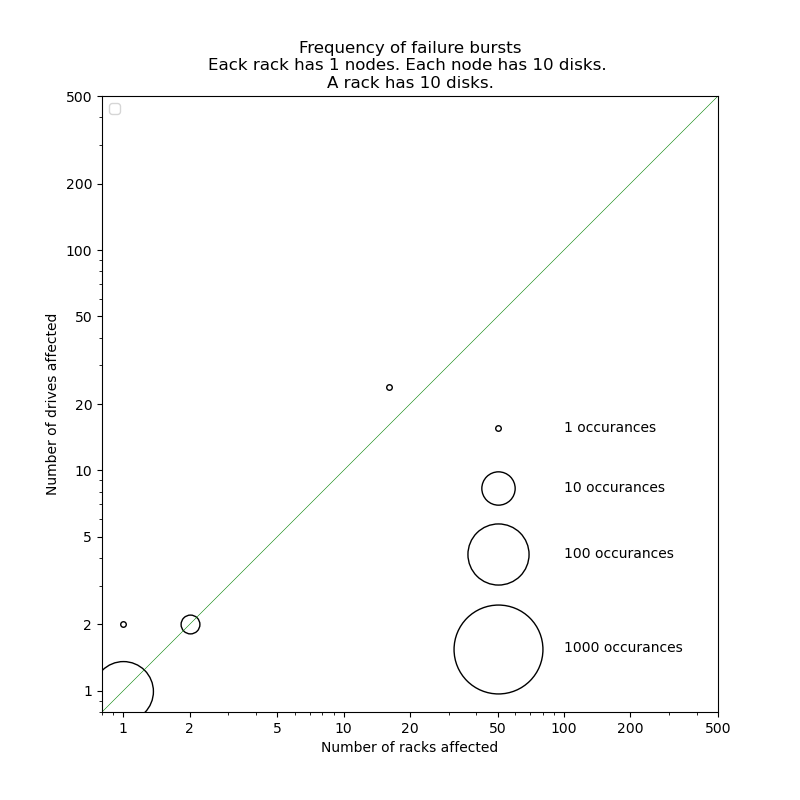 Frequency of failure bursts
Eack rack has 1 nodes. Each node has 10 disks.
A rack has 10 disks.
500
200
100
50
20
10
5
2
1
Number of drives affected
1 occurances
10 occurances
100 occurances
1000 occurances
1 2 5 10 20 50 100 200 500
Number of racks affected